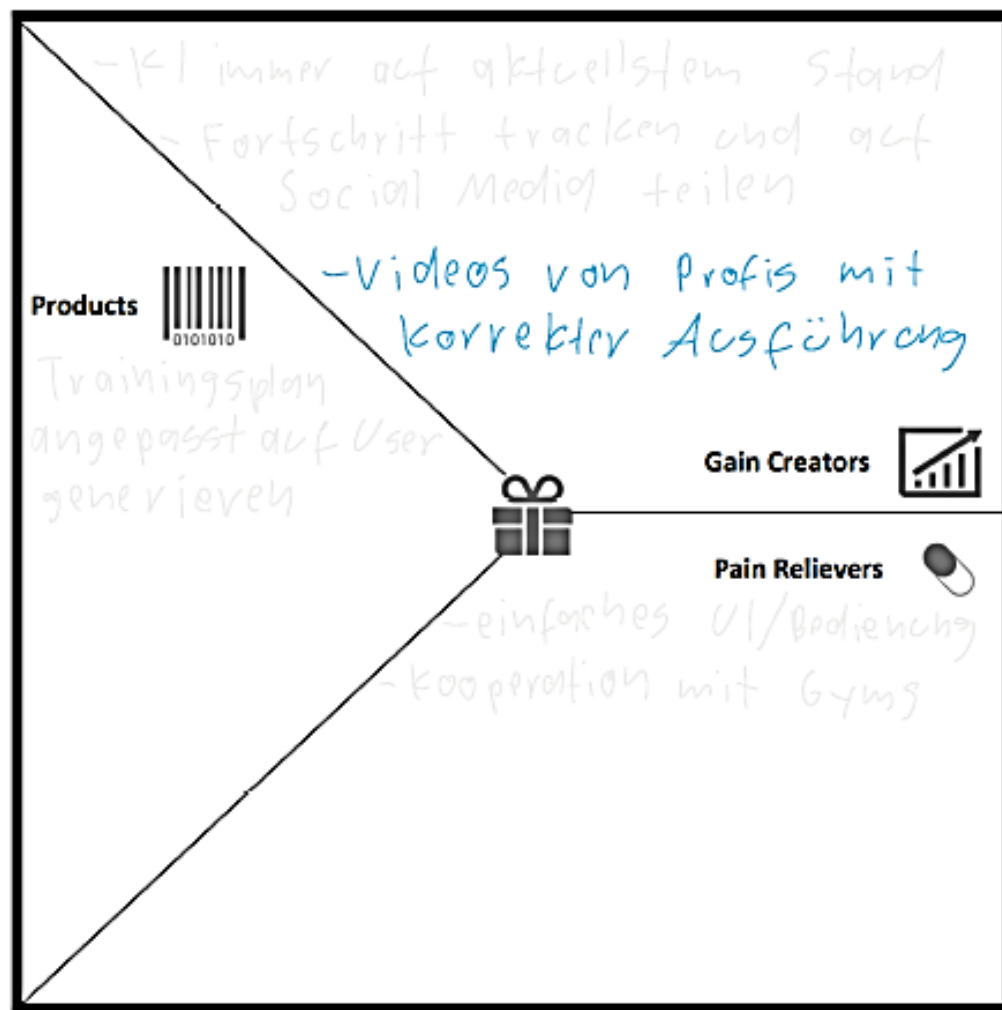 -KI immer auf aktuellstem Stand
- Fortschritt tracken und auf
Social Media teilen
-Videos von Profis mit
korrekter Ausführung
Products
0101010
Trainingsplan
angepasst auf User
generieren
Gain Creators
Pain Relievers
-einfaches UI/Bedienung
-Kooperation mit Gyms